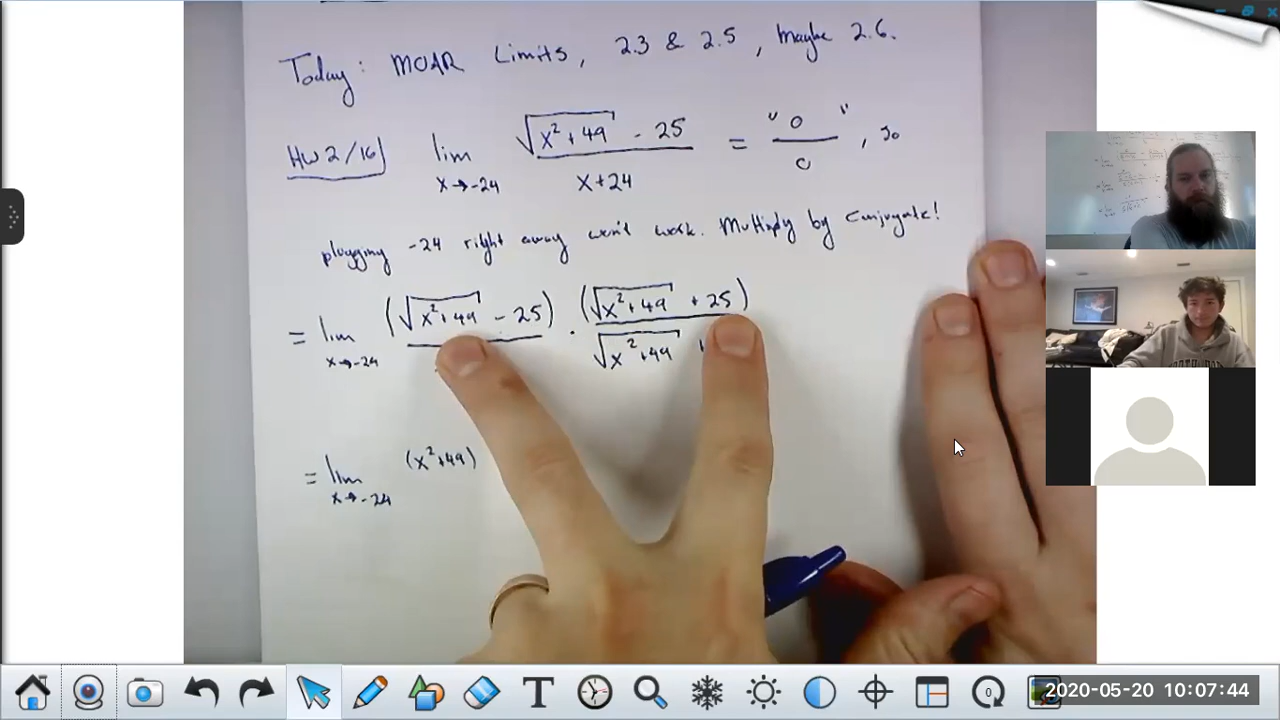 Today: MOAR Limits, 2.3 & 2.5, Maybe 2.6.
HW2/16] lim x→-24 √(x²+49) - 25 / x+24 = "0/0", so
plugging -24 right away won't work. Multiply by Conjugate!
= lim x→-24 (√(x²+49) - 25) · (√(x²+49) + 25) / √(x²+49)
= lim x→-24 (x²+49)
T
0
2020-05-20 10:07:44